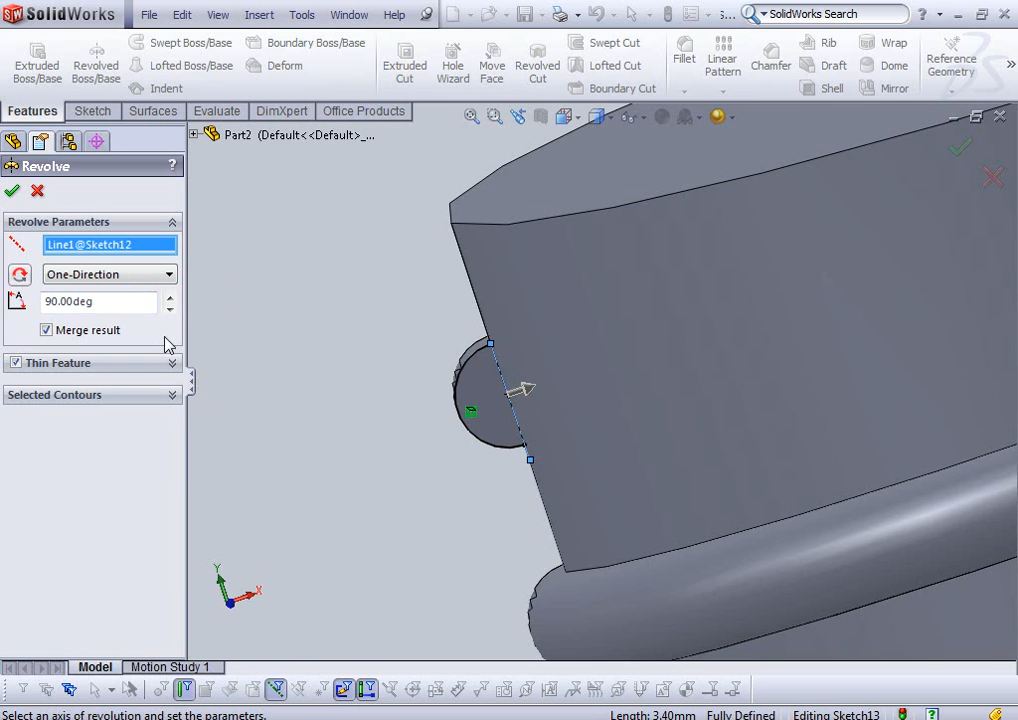 SolidWorks File Edit View Insert Tools Window Help S... SolidWorks Search
Extruded Boss/Base
Revolved Boss/Base
Swept Boss/Base
Lofted Boss/Base
Indent
Boundary Boss/Base
Deform
Extruded Cut
Hole Wizard
Move Face
Revolved Cut
Swept Cut
Lofted Cut
Boundary Cut
Fillet
Linear Pattern
Chamfer
Rib
Draft
Shell
Wrap
Dome
Mirror
Reference Geometry
Features Sketch Surfaces Evaluate DimXpert Office Products
Part2 (Default<<Default>_...
Revolve ?
Revolve Parameters
Line1@Sketch12
One-Direction
90.00deg
Merge result
Thin Feature
Selected Contours
Y
X
Model Motion Study 1
Select an axis of revolution and set the parameters. Length: 3.40mm Fully Defined Editing Sketch13